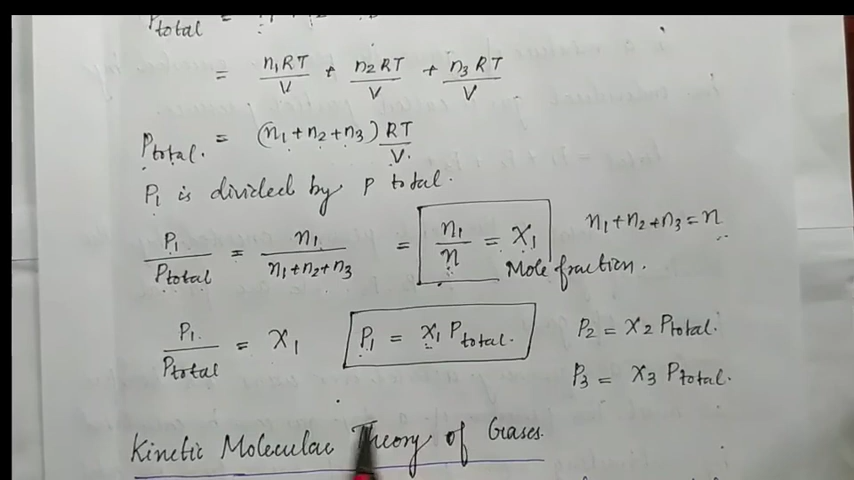 P total =
= n1RT/V + n2RT/V + n3RT/V
Ptotal. = (n1+n2+n3) RT/V.
P1 is divided by P total.
P1/Ptotal = n1/n1+n2+n3 = n1/n = X1 n1+n2+n3=n
Mole fraction.
P1./Ptotal = X1 P1 = X1 Ptotal. P2 = X2 Ptotal.
P3 = X3 Ptotal.
Kinetic Molecular Theory of Gases.